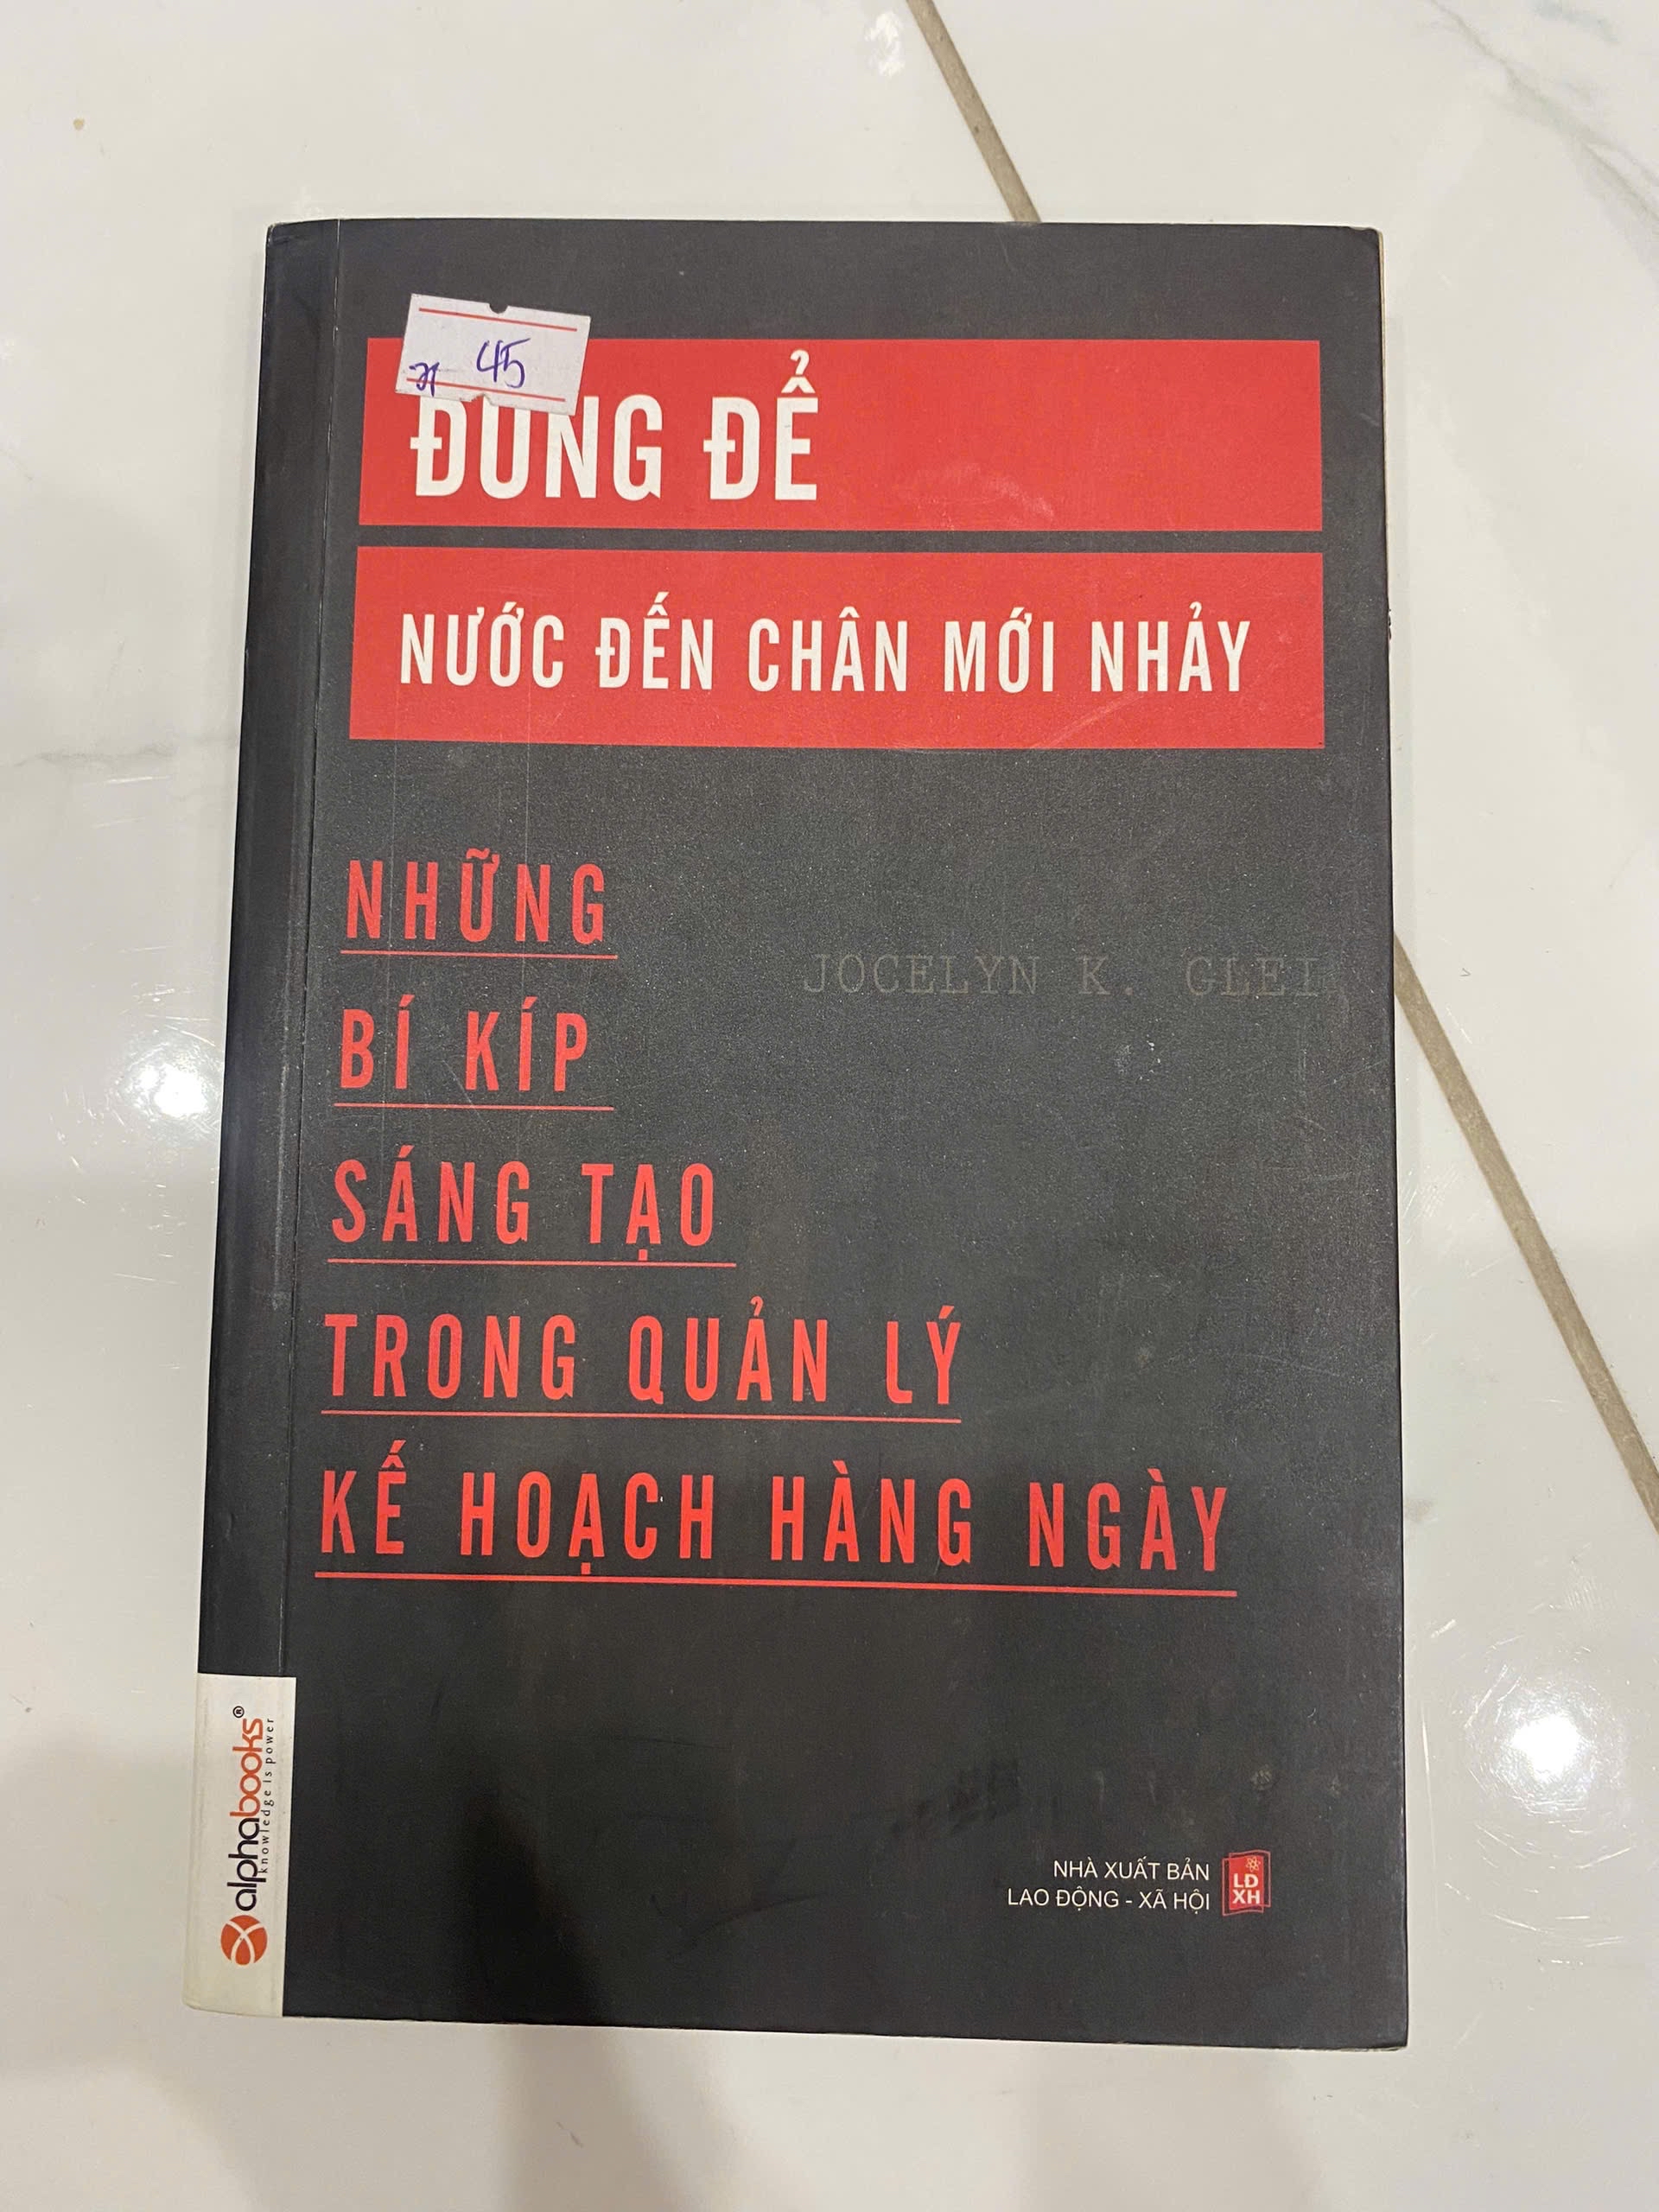 45
ĐỪNG ĐỂ
NƯỚC ĐẾN CHÂN MỚI NHẢY
NHỮNG
JOCELYN K. GLEI
BÍ KÍP
SÁNG TẠO
TRONG QUẢN LÝ
KẾ HOẠCH HÀNG NGÀY
alphabooks®
knowledge is power
NHÀ XUẤT BẢN
LAO ĐỘNG - XÃ HỘI
LĐ
XH